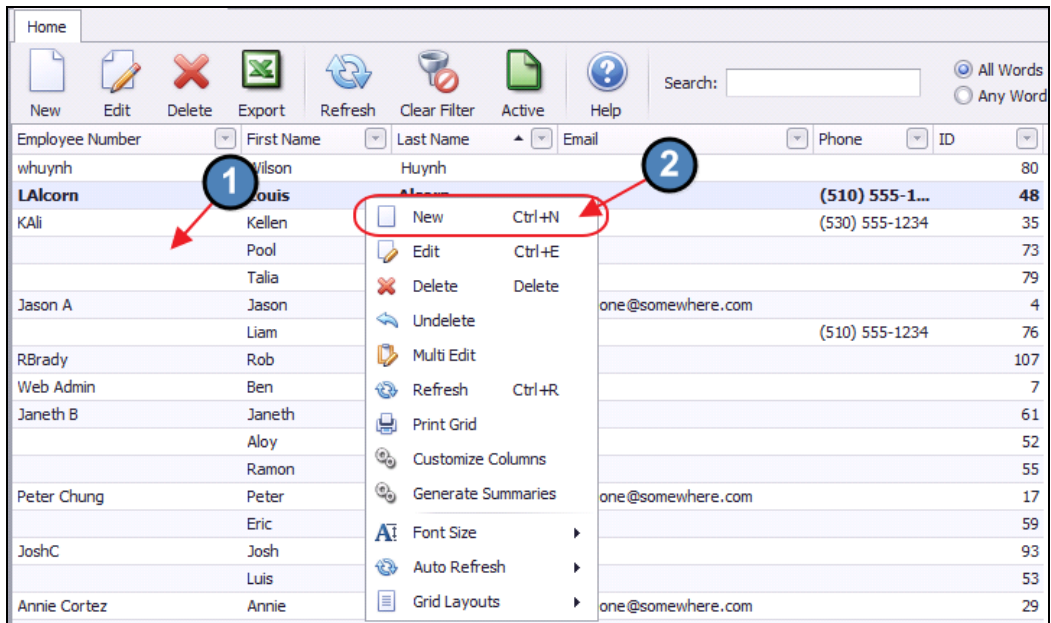 Home
New Edit Delete Export Refresh Clear Filter Active Help Search: All Words
Any Word
Employee Number First Name Last Name Email Phone ID
whuynh Wilson Huynh 80
LAlcorn Louis Alcorn (510) 555-1... 48
1
2
New Ctrl+N
KAli Kellen (530) 555-1234 35
Edit Ctrl+E
Pool 73
Talia 79
Delete Delete
Jason A Jason one@somewhere.com 4
Undelete
Liam (510) 555-1234 76
Multi Edit
RBrady Rob 107
Web Admin Ben 7
Refresh Ctrl+R
Janeth B Janeth 61
Print Grid
Aloy 52
Customize Columns
Ramon 55
Generate Summaries
Peter Chung Peter one@somewhere.com 17
Eric 59
Font Size
JoshC Josh 93
Auto Refresh
Luis 53
Grid Layouts
Annie Cortez Annie one@somewhere.com 29